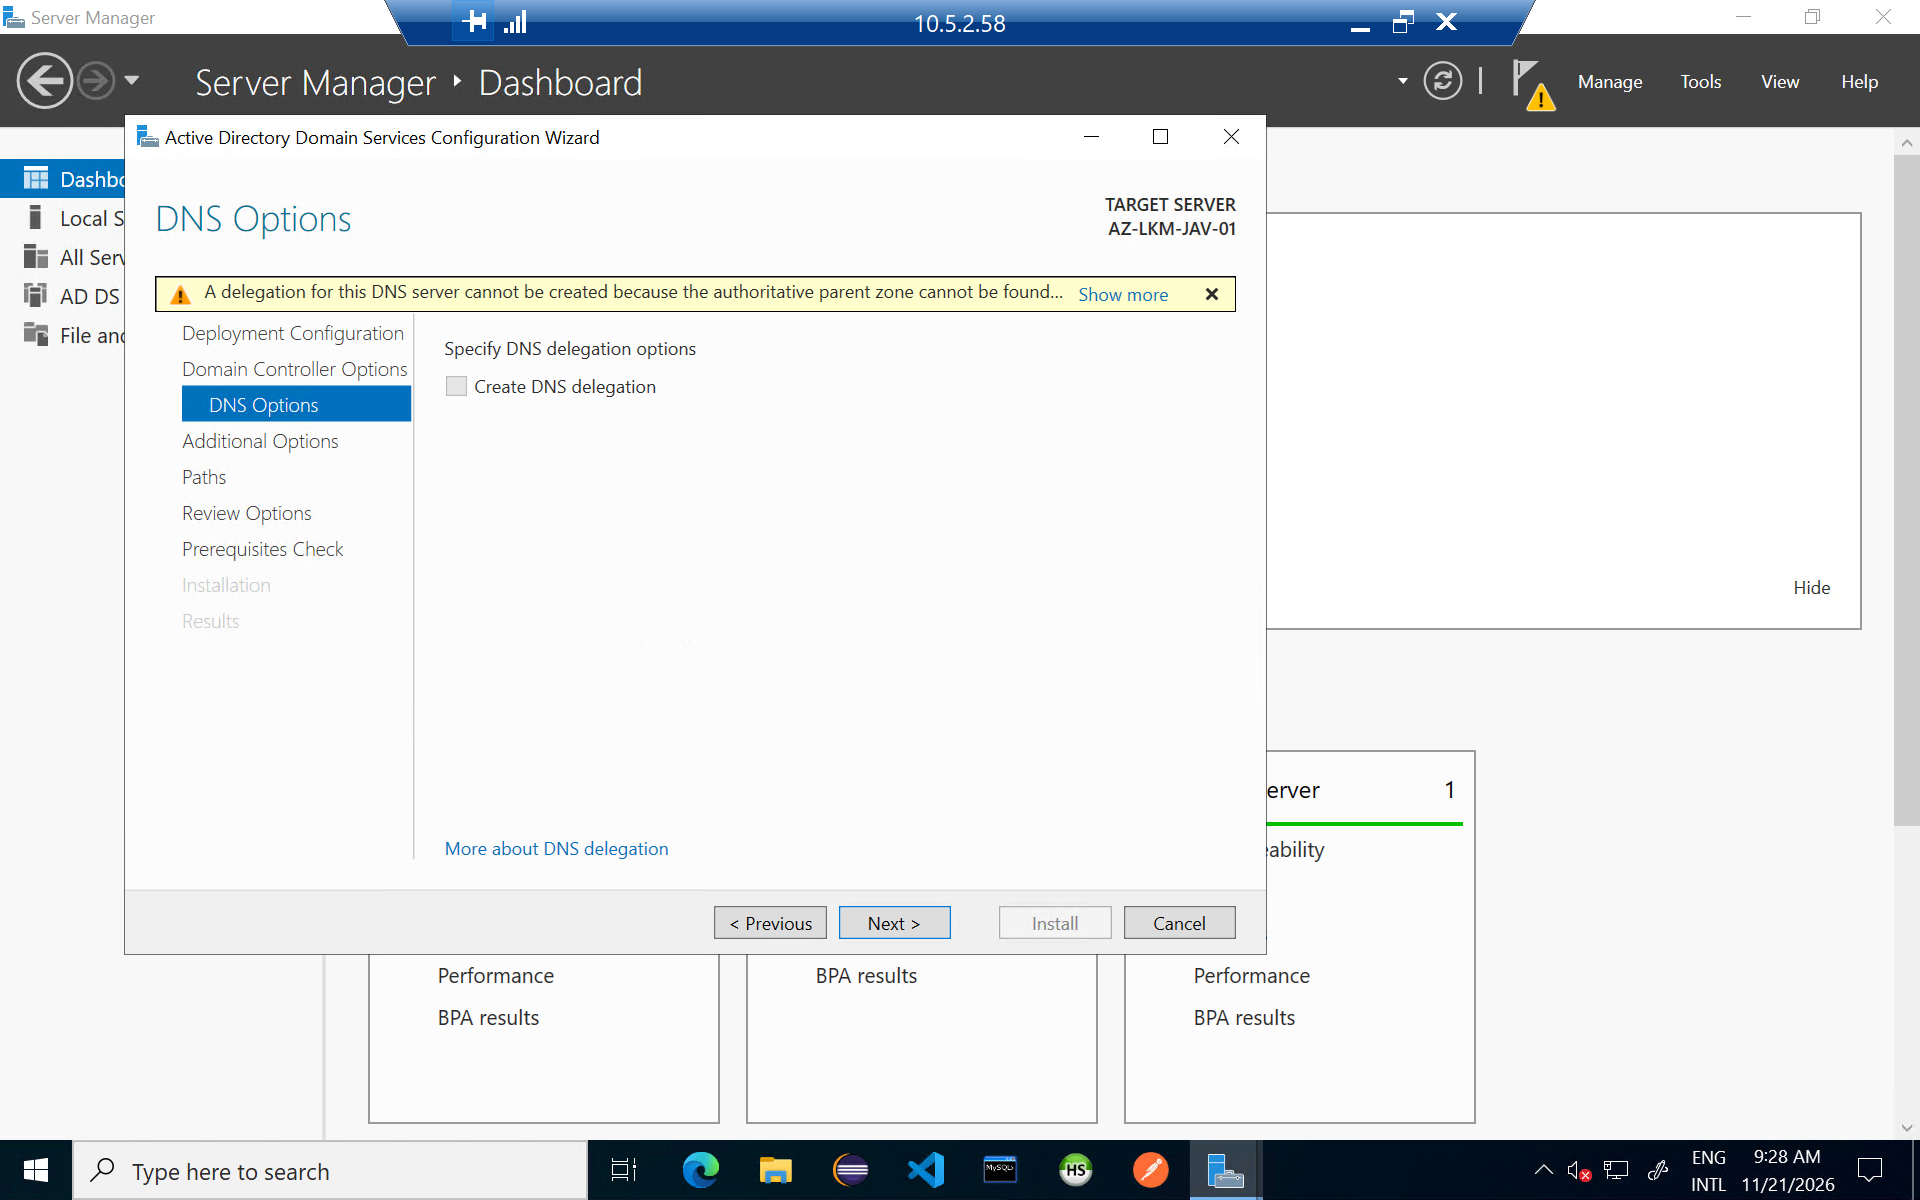 Server Manager
10.5.2.58
Server Manager
Dashboard
Manage
Tools
View
Help
Active Directory Domain Services Configuration Wizard
Dashbo
Local S
All Serv
AD DS
File and
DNS Options
TARGET SERVER
AZ-LKM-JAV-01
A delegation for this DNS server cannot be created because the authoritative parent zone cannot be found... Show more
Deployment Configuration
Domain Controller Options
DNS Options
Additional Options
Paths
Review Options
Prerequisites Check
Installation
Results
Specify DNS delegation options
Create DNS delegation
More about DNS delegation
< Previous
Next >
Install
Cancel
Hide
erver 1
eability
Performance
BPA results
BPA results
Performance
BPA results
Type here to search
MySQL
HS
ENG
INTL
9:28 AM
11/21/2026